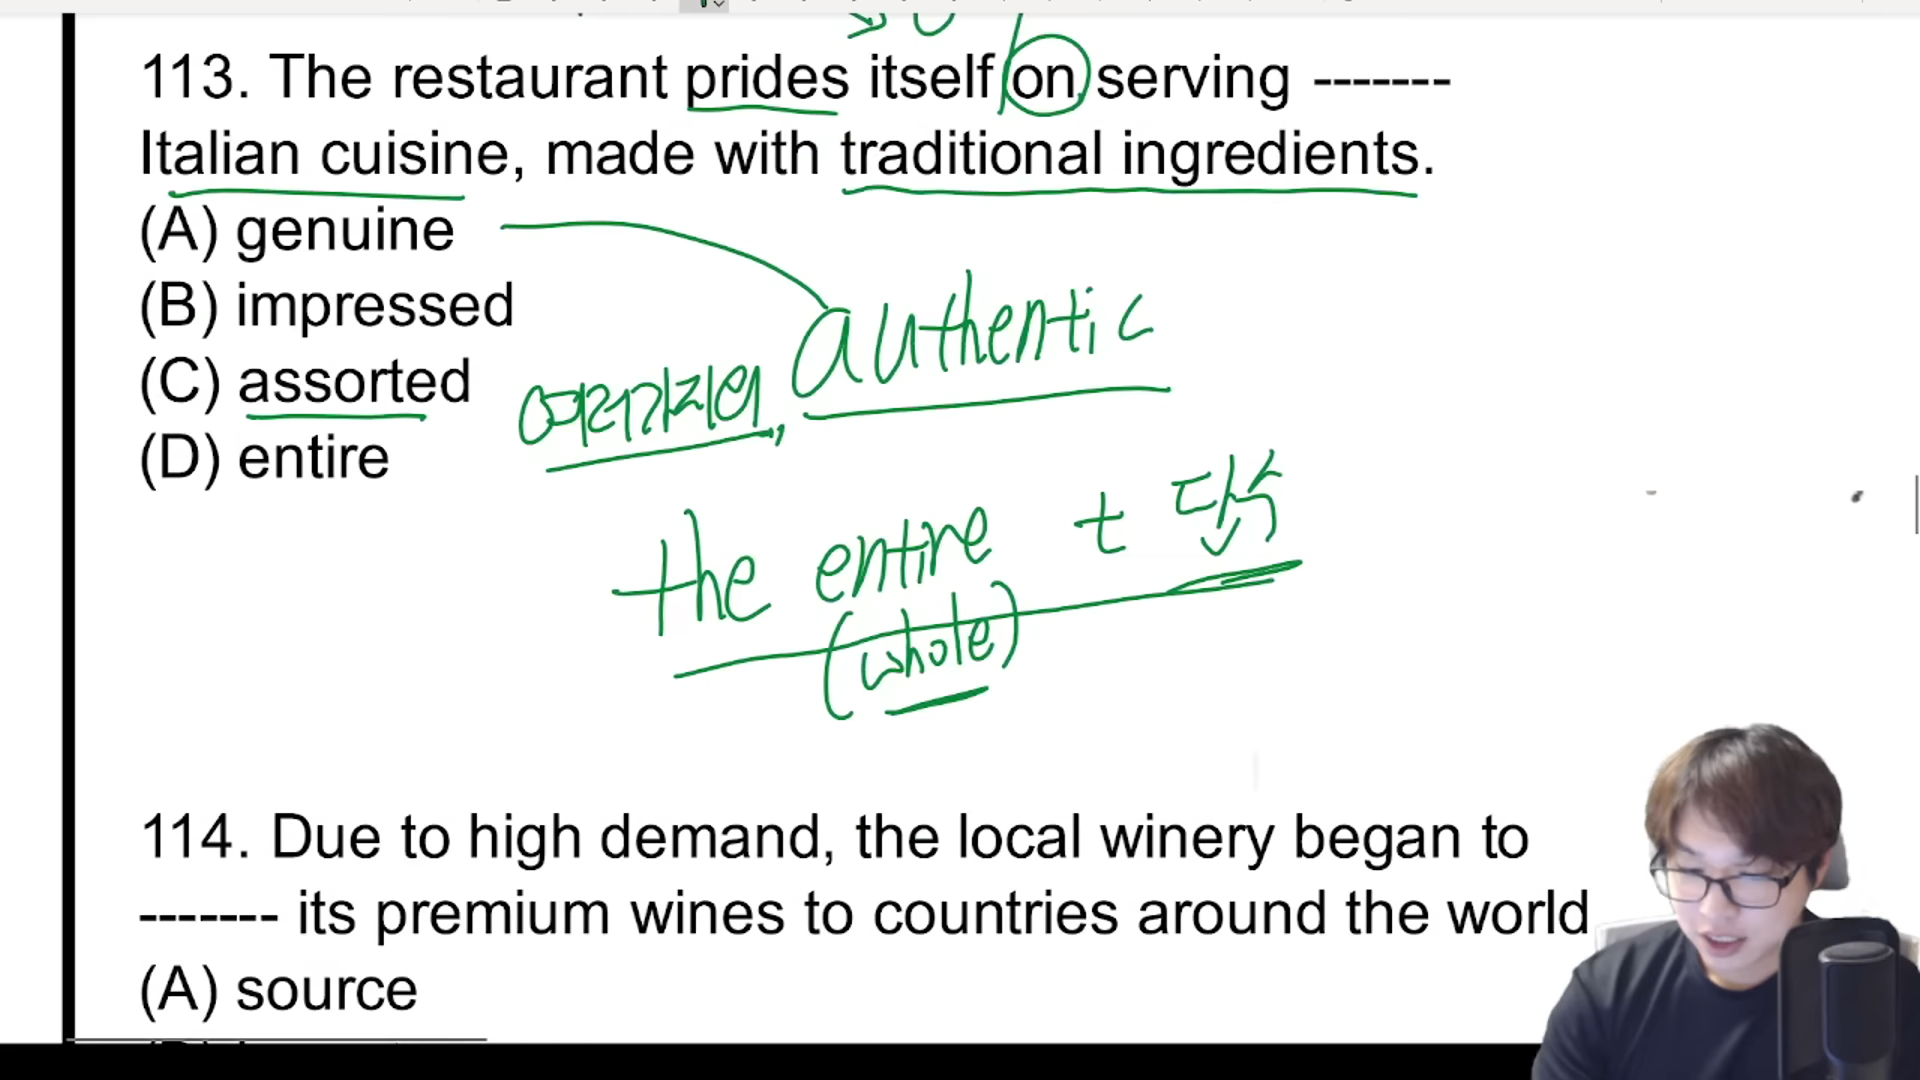 113. The restaurant prides itself on serving -------
Italian cuisine, made with traditional ingredients.
(A) genuine
(B) impressed
authentic
(C) assorted
여러가지의,
(D) entire
the entire + 단수
(whole)
114. Due to high demand, the local winery began to
------- its premium wines to countries around the world
(A) source